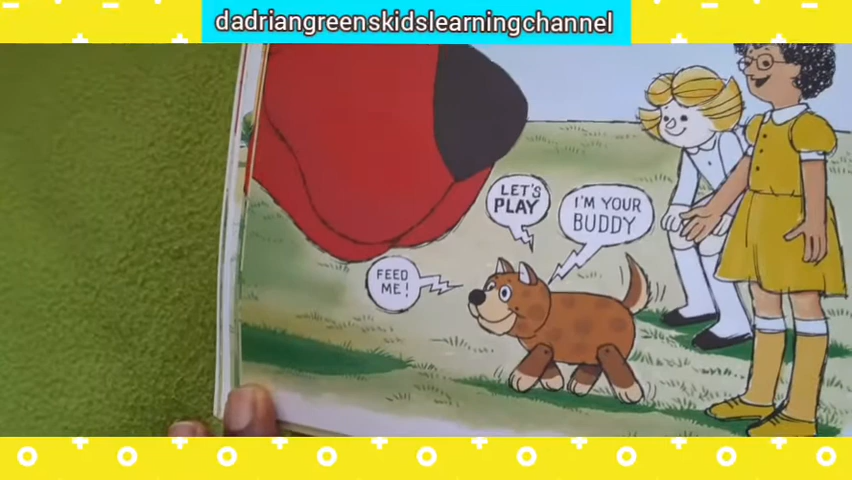 dadriangreenskidslearningchannel
LET'S
PLAY
I'M YOUR
BUDDY
FEED
ME!